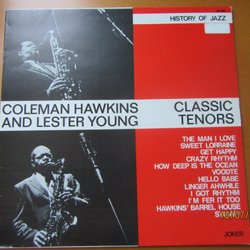 HISTORY OF JAZZ
COLEMAN HAWKINS
AND LESTER YOUNG
CLASSIC
TENORS
THE MAN I LOVE
SWEET LORRAINE
GET HAPPY
CRAZY RHYTHM
HOW DEEP IS THE OCEAN
VOODTE
HELLO BABE
LINGER AHWHILE
I GOT RHYTHM
I'M FER IT TOO
HAWKINS' BARREL HOUSE
JOKER